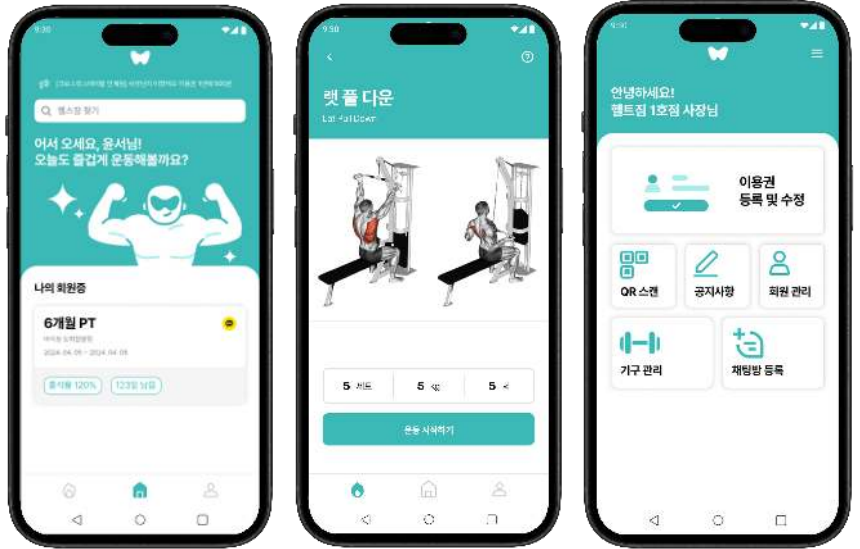 9:30
헬스장 찾기
어서 오세요, 윤서님!
오늘도 즐겁게 운동해볼까요?
나의 회원증
6개월 PT
출석률 120%
123일 남음
9:30
랫 풀 다운
Lat Pull Down
5 세트
5 kg
5 회
운동 시작하기
9:30
안녕하세요!
헬트짐 1호점 사장님
이용권
등록 및 수정
QR 스캔
공지사항
회원 관리
기구 관리
채팅방 등록